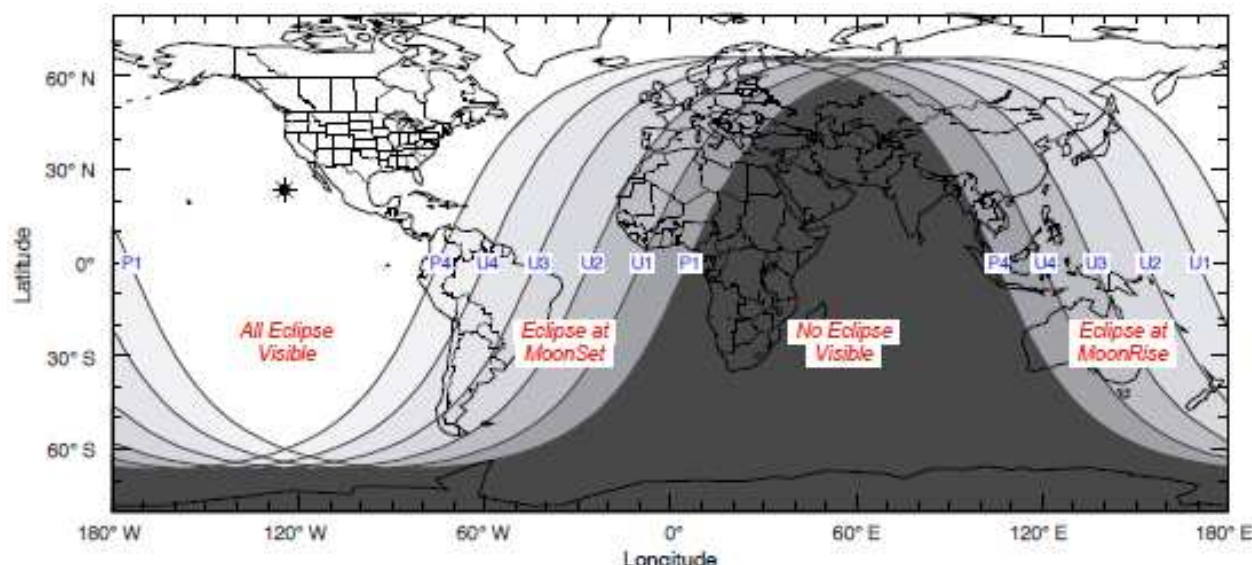 60° N
30° N
0°
30° S
60° S
Latitude
P1 P4 U4 U3 U2 U1 P1 P4 U4 U3 U2 U1
All Eclipse
Visible
Eclipse at
MoonSet
No Eclipse
Visible
Eclipse at
MoonRise
180° W 120° W 60° W 0° 60° E 120° E 180° E
Longitude